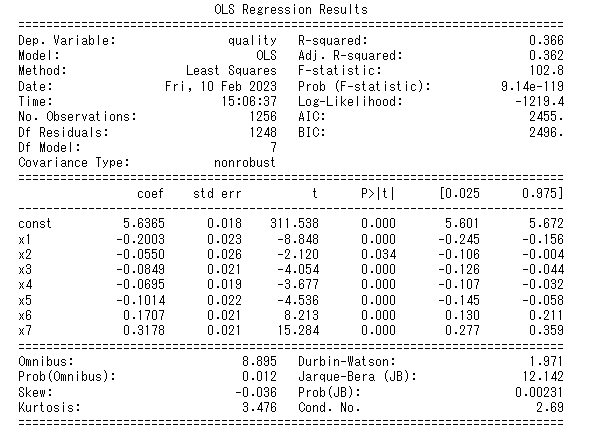 OLS Regression Results
==============================================================================
Dep. Variable:                quality   R-squared:                       0.366
Model:                            OLS   Adj. R-squared:                  0.362
Method:                 Least Squares   F-statistic:                     102.8
Date:                Fri, 10 Feb 2023   Prob (F-statistic):          9.14e-119
Time:                        15:06:37   Log-Likelihood:                -1219.4
No. Observations:                1256   AIC:                             2455.
Df Residuals:                    1248   BIC:                             2496.
Df Model:                           7
Covariance Type:            nonrobust
==============================================================================
                 coef    std err          t      P>|t|      [0.025      0.975]
------------------------------------------------------------------------------
const          5.6365      0.018    311.538      0.000       5.601       5.672
x1            -0.2003      0.023     -8.848      0.000      -0.245      -0.156
x2            -0.0550      0.026     -2.120      0.034      -0.106      -0.004
x3            -0.0849      0.021     -4.054      0.000      -0.126      -0.044
x4            -0.0695      0.019     -3.677      0.000      -0.107      -0.032
x5            -0.1014      0.022     -4.536      0.000      -0.145      -0.058
x6             0.1707      0.021      8.213      0.000       0.130       0.211
x7             0.3178      0.021     15.284      0.000       0.277       0.359
==============================================================================
Omnibus:                        8.895   Durbin-Watson:                   1.971
Prob(Omnibus):                  0.012   Jarque-Bera (JB):               12.142
Skew:                          -0.036   Prob(JB):                      0.00231
Kurtosis:                       3.476   Cond. No.                         2.69
==============================================================================